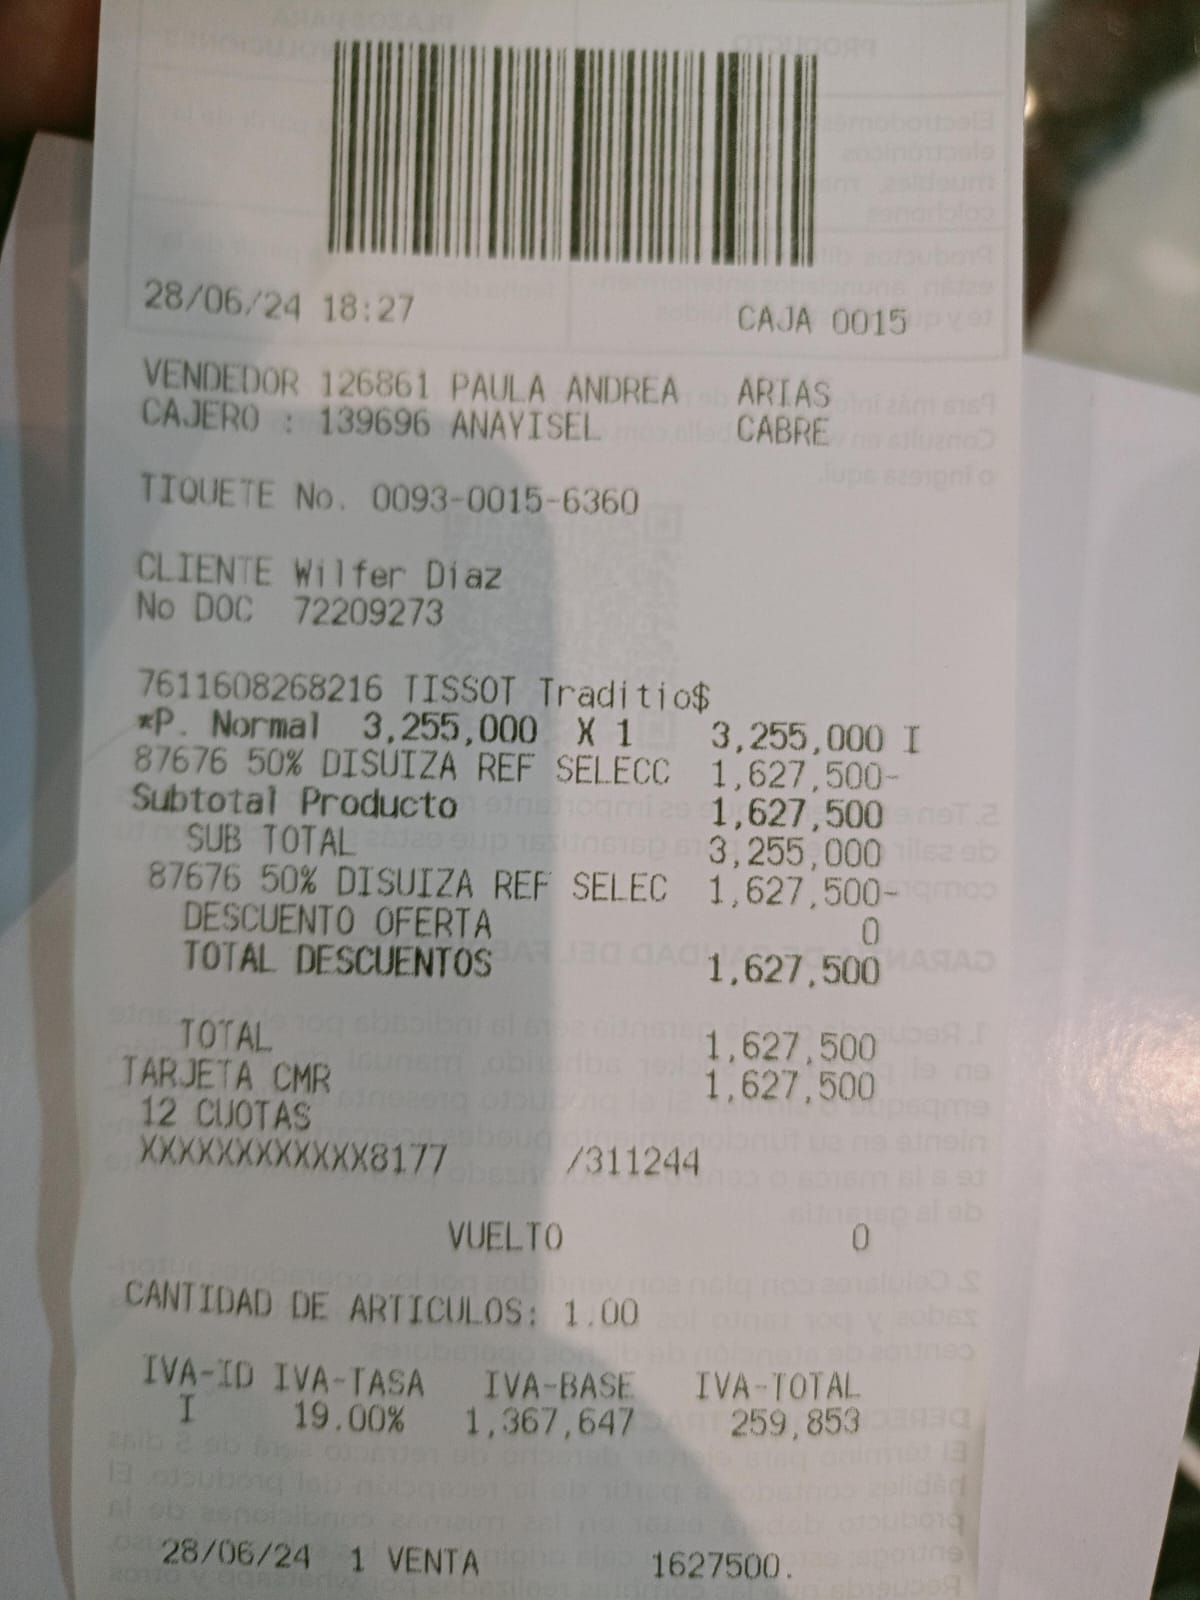 28/06/24 18:27 CAJA 0015
VENDEDOR 126861 PAULA ANDREA ARIAS
CAJERO : 139696 ANAYISEL CABRE
TIQUETE No. 0093-0015-6360
CLIENTE Wilfer Diaz
No DOC 72209273
7611608268216 TISSOT Traditio$
*P. Normal 3,255,000 X 1 3,255,000 I
87676 50% DISUIZA REF SELECC 1,627,500-
Subtotal Producto 1,627,500
SUB TOTAL 3,255,000
87676 50% DISUIZA REF SELEC 1,627,500-
DESCUENTO OFERTA 0
TOTAL DESCUENTOS 1,627,500
TOTAL 1,627,500
TARJETA CMR 1,627,500
12 CUOTAS
XXXXXXXXXXXX8177 /311244
VUELTO 0
CANTIDAD DE ARTICULOS: 1.00
IVA-ID IVA-TASA IVA-BASE IVA-TOTAL
I 19.00% 1,367,647 259,853
28/06/24 1 VENTA 1627500.